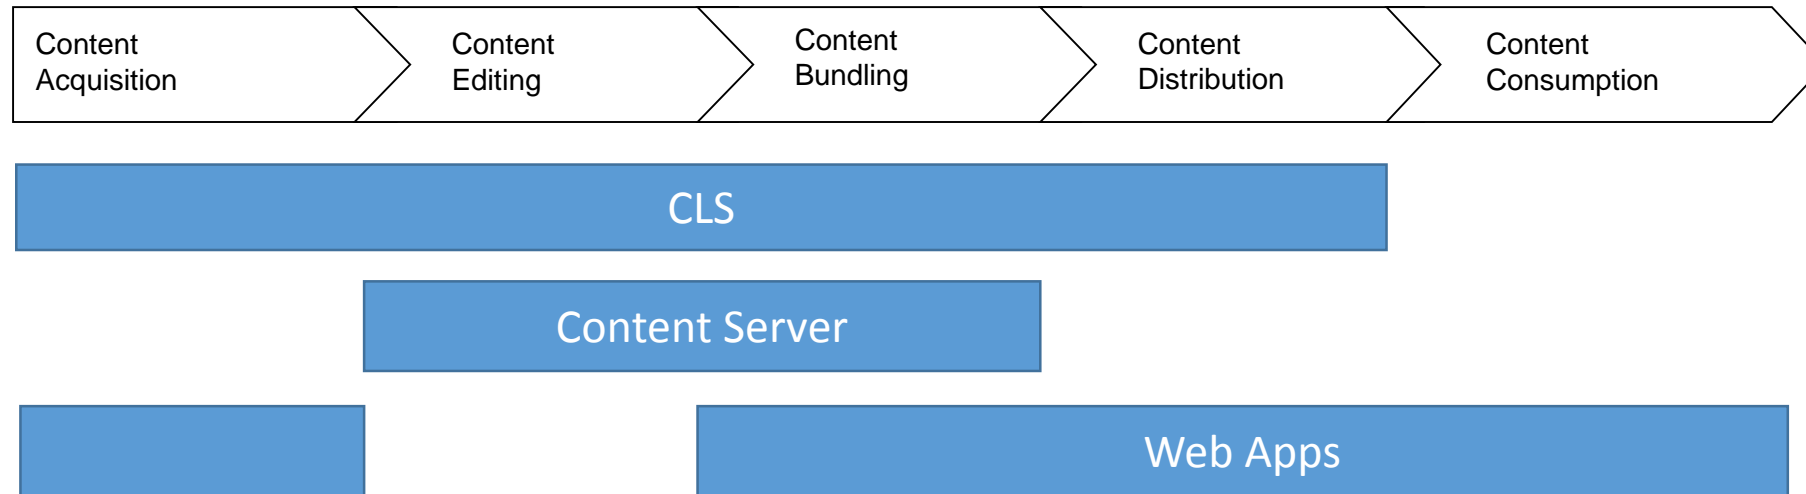 Content
Acquisition
Content
Editing
Content
Bundling
Content
Distribution
Content
Consumption
CLS
Content Server
Web Apps